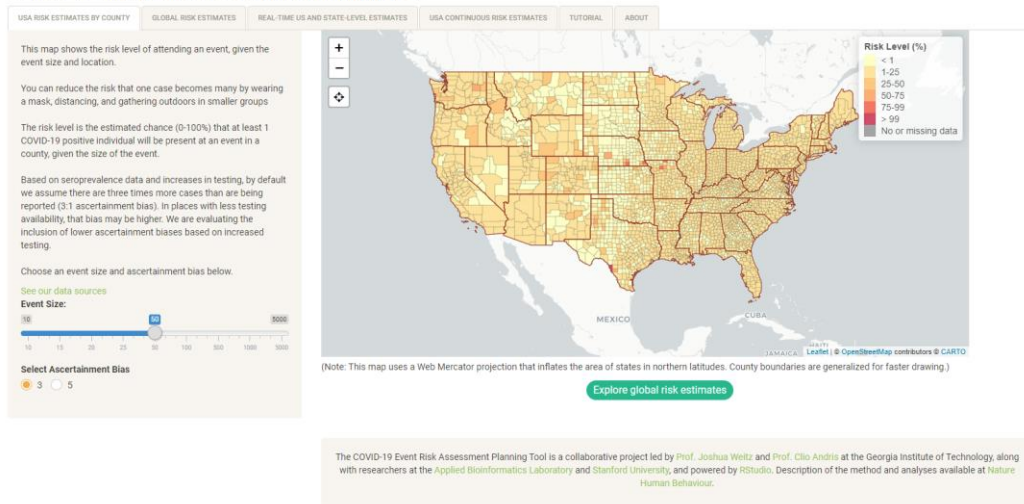 USA RISK ESTIMATES BY COUNTY
GLOBAL RISK ESTIMATES
REAL-TIME US AND STATE-LEVEL ESTIMATES
USA CONTINUOUS RISK ESTIMATES
TUTORIAL
ABOUT
This map shows the risk level of attending an event, given the
event size and location.
You can reduce the risk that one case becomes many by wearing
a mask, distancing, and gathering outdoors in smaller groups
The risk level is the estimated chance (0-100%) that at least 1
COVID-19 positive individual will be present at an event in a
county, given the size of the event.
Based on seroprevalence data and increases in testing, by default
we assume there are three times more cases than are being
reported (3:1 ascertainment bias). In places with less testing
availability, that bias may be higher. We are evaluating the
inclusion of lower ascertainment biases based on increased
testing.
Choose an event size and ascertainment bias below.
See our data sources
Event Size:
10
50
5000
10 15 20 25 50 100 500 1000 5000
Select Ascertainment Bias
3 5
+
−
Risk Level (%)
< 1
1-25
25-50
50-75
75-99
> 99
No or missing data
MEXICO
CUBA
HAITI
JAMAICA
Leaflet | © OpenStreetMap contributors © CARTO
(Note: This map uses a Web Mercator projection that inflates the area of states in northern latitudes. County boundaries are generalized for faster drawing.)
Explore global risk estimates
The COVID-19 Event Risk Assessment Planning Tool is a collaborative project led by Prof. Joshua Weitz and Prof. Clio Andris at the Georgia Institute of Technology, along
with researchers at the Applied Bioinformatics Laboratory and Stanford University, and powered by RStudio. Description of the method and analyses available at Nature
Human Behaviour.